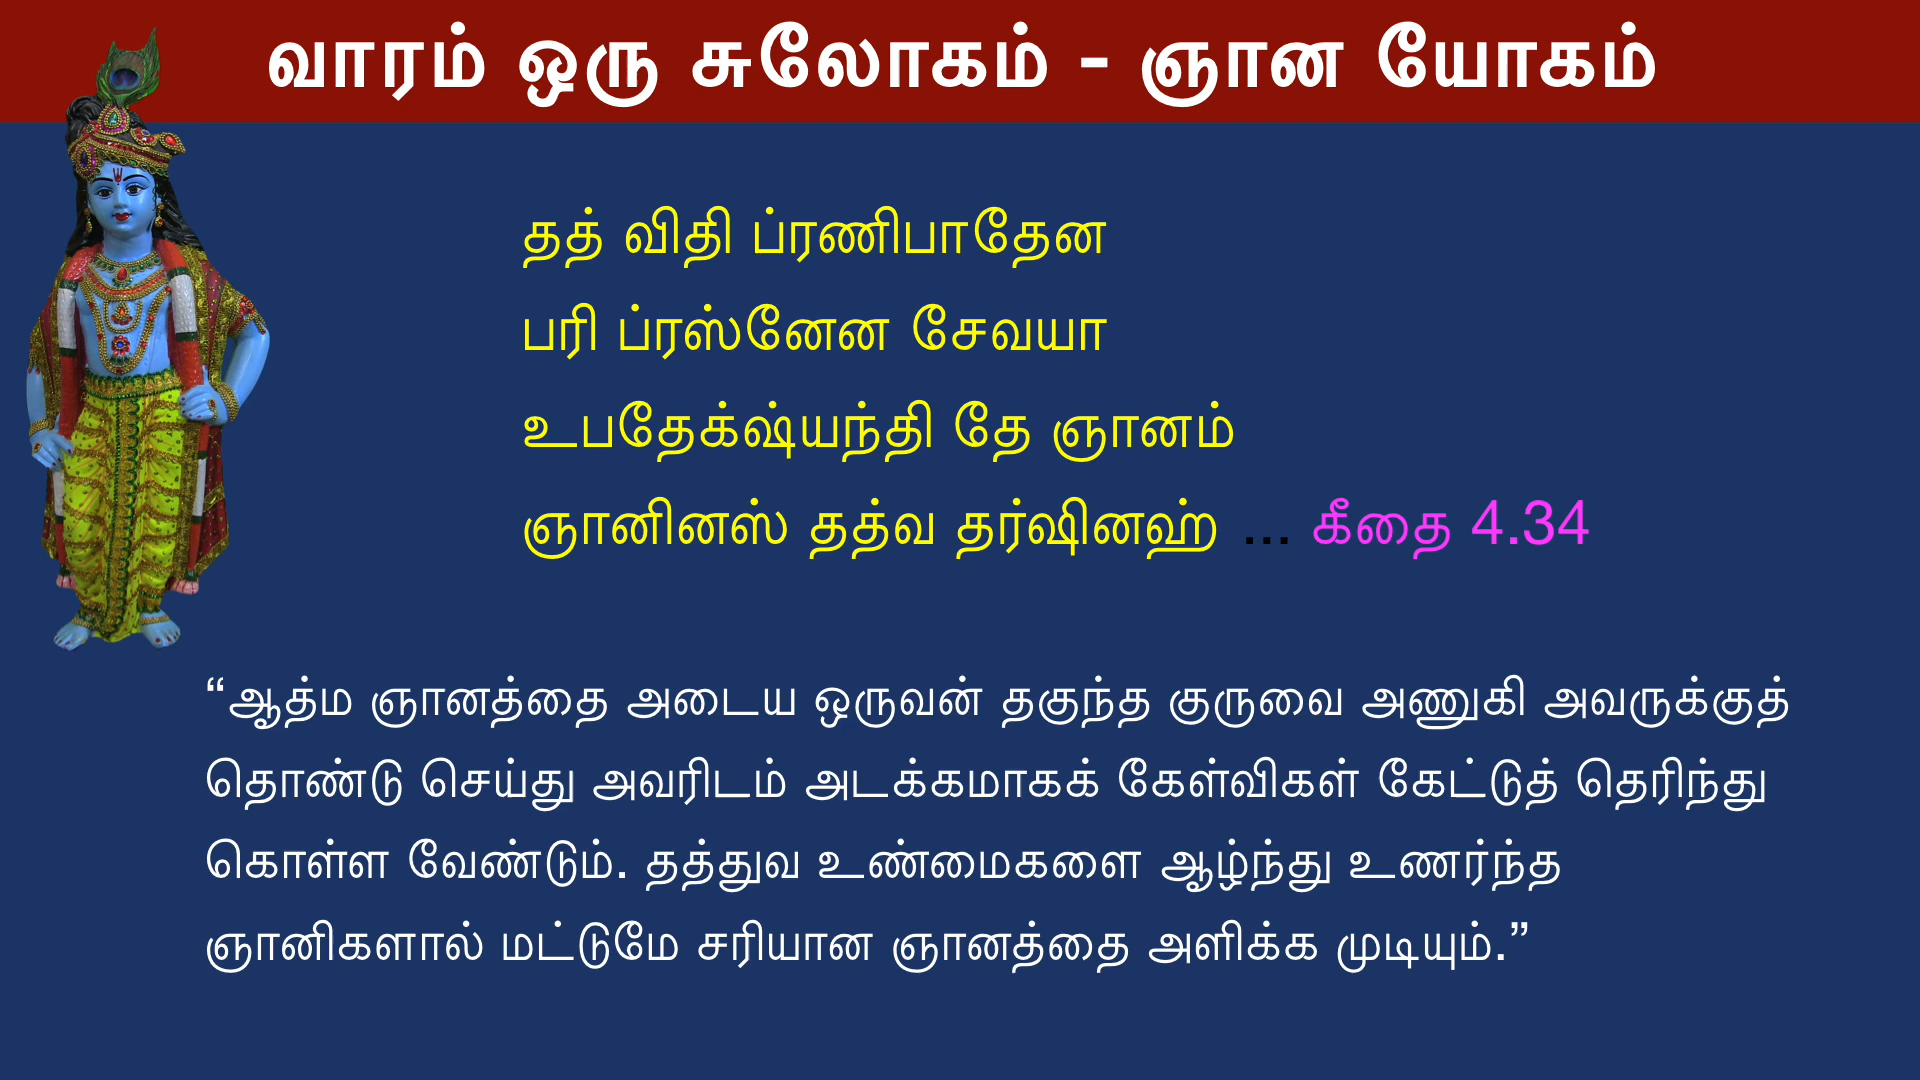 வாரம் ஒரு சுலோகம் - ஞான யோகம்
தத் விதி ப்ரணிபாதேன
பரி ப்ரஸ்னேன சேவயா
உபதேக்ஷ்யந்தி தே ஞானம்
ஞானினஸ் தத்வ தர்ஷினஹ் ... கீதை 4.34
“ஆத்ம ஞானத்தை அடைய ஒருவன் தகுந்த குருவை அணுகி அவருக்குத்
தொண்டு செய்து அவரிடம் அடக்கமாகக் கேள்விகள் கேட்டுத் தெரிந்து
கொள்ள வேண்டும். தத்துவ உண்மைகளை ஆழ்ந்து உணர்ந்த
ஞானிகளால் மட்டுமே சரியான ஞானத்தை அளிக்க முடியும்.”